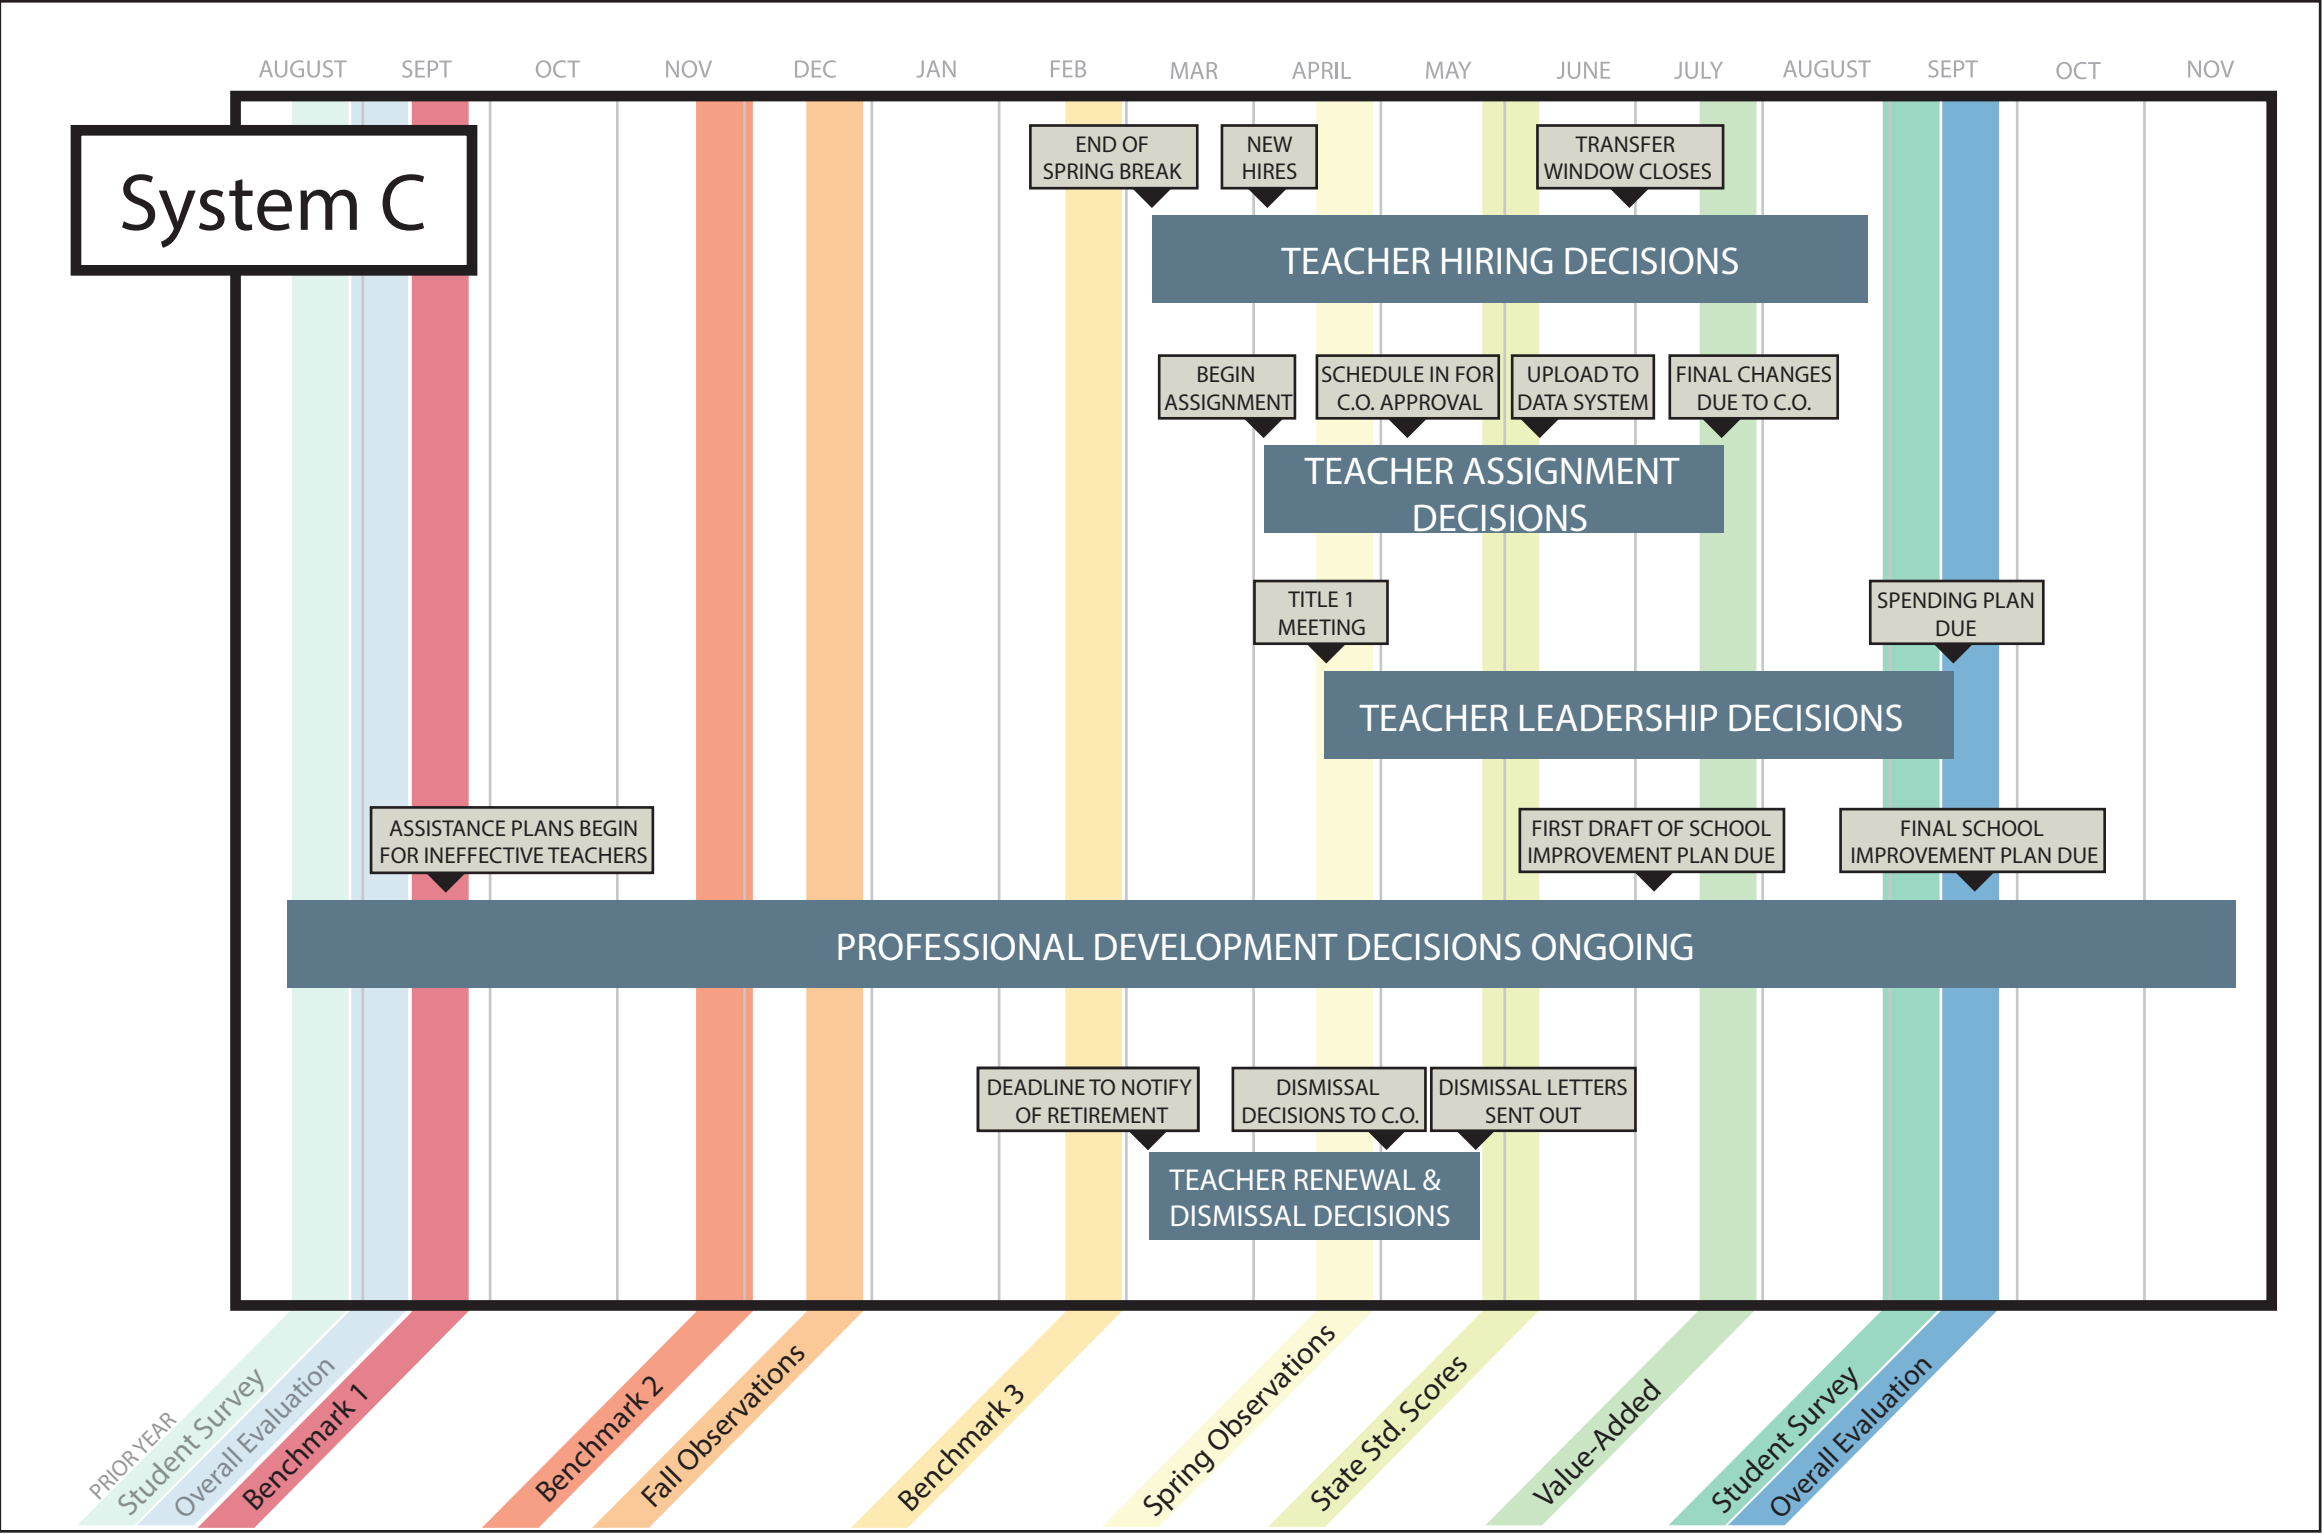 AUGUST SEPT OCT NOV DEC JAN FEB MAR APRIL MAY JUNE JULY AUGUST SEPT OCT NOV
System C
END OF
SPRING BREAK
NEW
HIRES
TRANSFER
WINDOW CLOSES
TEACHER HIRING DECISIONS
BEGIN
ASSIGNMENT
SCHEDULE IN FOR
C.O. APPROVAL
UPLOAD TO
DATA SYSTEM
FINAL CHANGES
DUE TO C.O.
TEACHER ASSIGNMENT
DECISIONS
TITLE 1
MEETING
SPENDING PLAN
DUE
TEACHER LEADERSHIP DECISIONS
ASSISTANCE PLANS BEGIN
FOR INEFFECTIVE TEACHERS
FIRST DRAFT OF SCHOOL
IMPROVEMENT PLAN DUE
FINAL SCHOOL
IMPROVEMENT PLAN DUE
PROFESSIONAL DEVELOPMENT DECISIONS ONGOING
DEADLINE TO NOTIFY
OF RETIREMENT
DISMISSAL
DECISIONS TO C.O.
DISMISSAL LETTERS
SENT OUT
TEACHER RENEWAL &
DISMISSAL DECISIONS
PRIOR YEAR
Student Survey
Overall Evaluation
Benchmark 1
Benchmark 2
Fall Observations
Benchmark 3
Spring Observations
State Std. Scores
Value-Added
Student Survey
Overall Evaluation